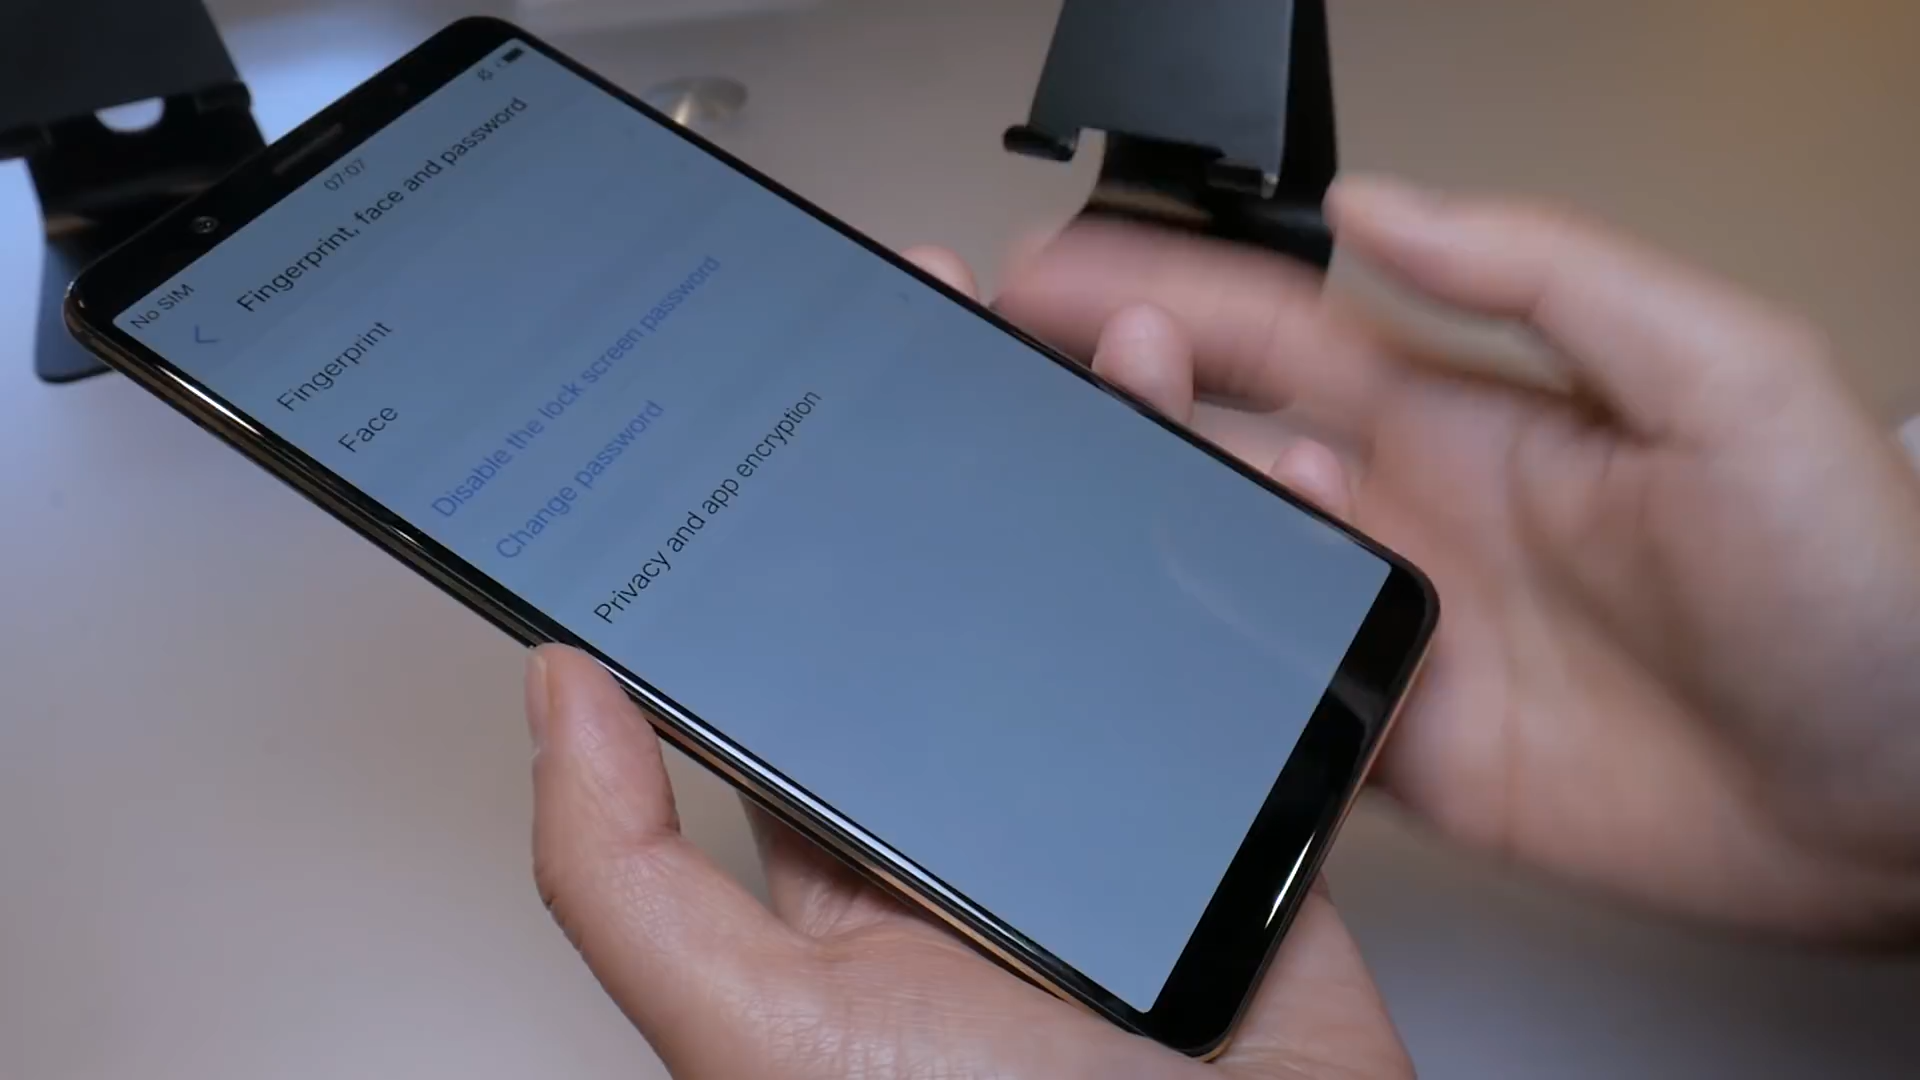 No SIM
07:07
Fingerprint, face and password
Fingerprint
Face
Disable the lock screen password
Change password
Privacy and app encryption